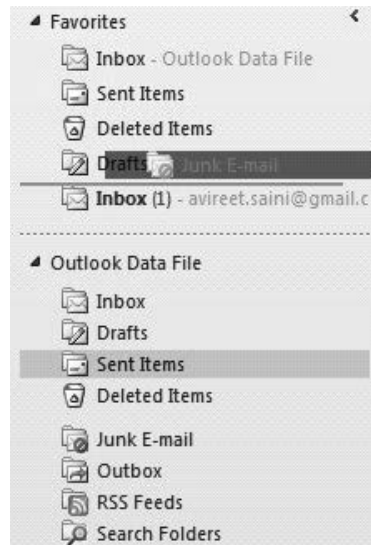 Favorites
Inbox - Outlook Data File
Sent Items
Deleted Items
Drafts Junk E-mail
Inbox (1) - avireet.saini@gmail.c
Outlook Data File
Inbox
Drafts
Sent Items
Deleted Items
Junk E-mail
Outbox
RSS Feeds
Search Folders